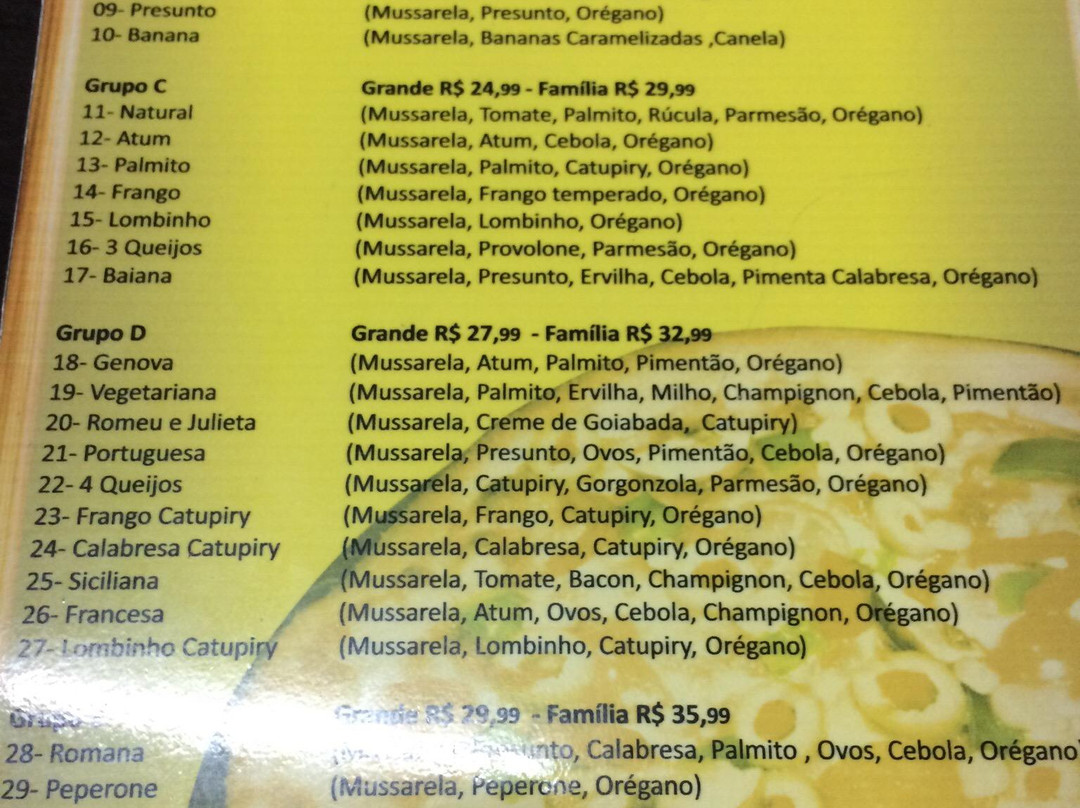 09- Presunto (Mussarela, Presunto, Orégano)
10- Banana (Mussarela, Bananas Caramelizadas ,Canela)
Grupo C Grande R$ 24,99 - Família R$ 29,99
11- Natural (Mussarela, Tomate, Palmito, Rúcula, Parmesão, Orégano)
12- Atum (Mussarela, Atum, Cebola, Orégano)
13- Palmito (Mussarela, Palmito, Catupiry, Orégano)
14- Frango (Mussarela, Frango temperado, Orégano)
15- Lombinho (Mussarela, Lombinho, Orégano)
16- 3 Queijos (Mussarela, Provolone, Parmesão, Orégano)
17- Baiana (Mussarela, Presunto, Ervilha, Cebola, Pimenta Calabresa, Orégano)
Grupo D Grande R$ 27,99 - Família R$ 32,99
18- Genova (Mussarela, Atum, Palmito, Pimentão, Orégano)
19- Vegetariana (Mussarela, Palmito, Ervilha, Milho, Champignon, Cebola, Pimentão)
20- Romeu e Julieta (Mussarela, Creme de Goiabada, Catupiry)
21- Portuguesa (Mussarela, Presunto, Ovos, Pimentão, Cebola, Orégano)
22- 4 Queijos (Mussarela, Catupiry, Gorgonzola, Parmesão, Orégano)
23- Frango Catupiry (Mussarela, Frango, Catupiry, Orégano)
24- Calabresa Catupiry (Mussarela, Calabresa, Catupiry, Orégano)
25- Siciliana (Mussarela, Tomate, Bacon, Champignon, Cebola, Orégano)
26- Francesa (Mussarela, Atum, Ovos, Cebola, Champignon, Orégano)
27- Lombinho Catupiry (Mussarela, Lombinho, Catupiry, Orégano)
Grupo Grande R$ 29,99 - Família R$ 35,99
28- Romana Calabresa, Palmito , Ovos, Cebola, Orégano
29- Peperone (Mussarela, Peperone, Orégano)